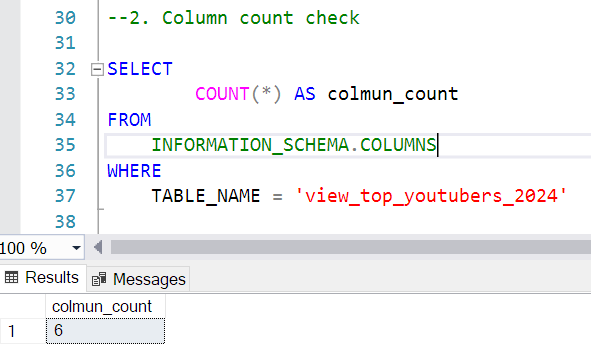 30 --2. Column count check
31
32 SELECT
33 COUNT(*) AS colmun_count
34 FROM
35 INFORMATION_SCHEMA.COLUMNS
36 WHERE
37 TABLE_NAME = 'view_top_youtubers_2024'
38
100 %
Results Messages
colmun_count
1 6